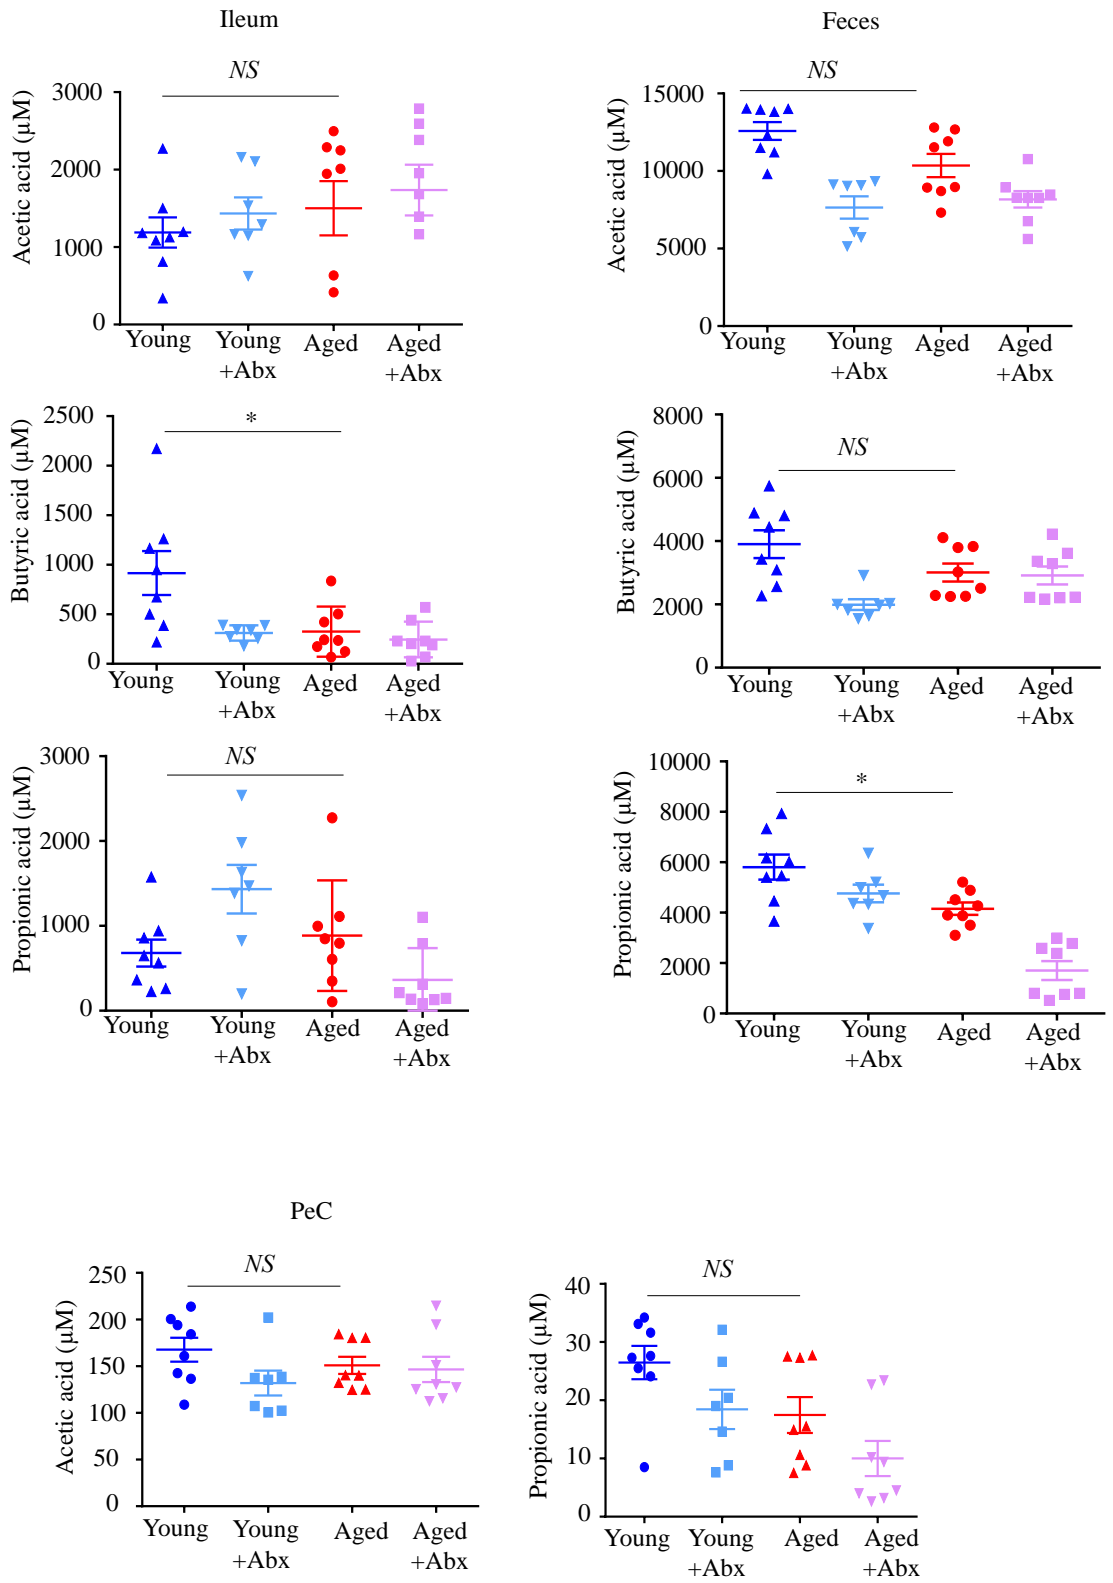 Ileum
Feces
NS
Acetic acid (µM)
3000
2000
1000
0
Young
Young
+Abx
Aged
Aged
+Abx
NS
Acetic acid (µM)
15000
10000
5000
0
Young
Young
+Abx
Aged
Aged
+Abx
*
Butyric acid (µM)
2500
2000
1500
1000
500
0
Young
Young
+Abx
Aged
Aged
+Abx
NS
Butyric acid (µM)
8000
6000
4000
2000
0
Young
Young
+Abx
Aged
Aged
+Abx
NS
Propionic acid (µM)
3000
2000
1000
0
Young
Young
+Abx
Aged
Aged
+Abx
*
Propionic acid (µM)
10000
8000
6000
4000
2000
0
Young
Young
+Abx
Aged
Aged
+Abx
PeC
NS
Acetic acid (µM)
250
200
150
100
50
0
Young
Young
+Abx
Aged
Aged
+Abx
NS
Propionic acid (µM)
40
30
20
10
0
Young
Young
+Abx
Aged
Aged
+Abx